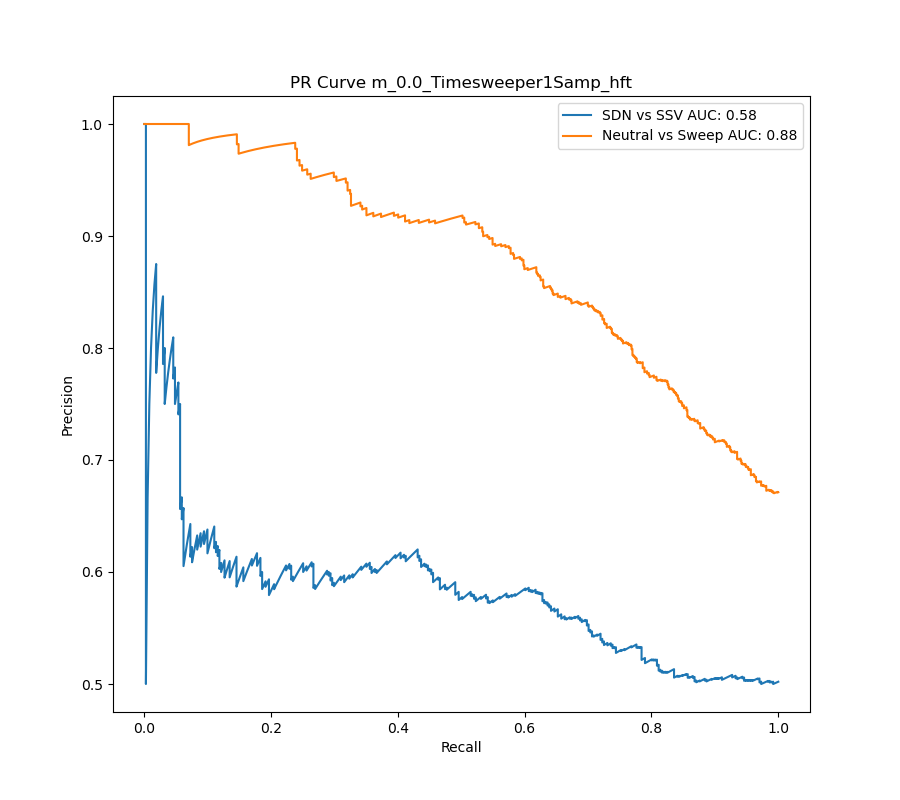 PR Curve m_0.0_Timesweeper1Samp_hft
SDN vs SSV AUC: 0.58
Neutral vs Sweep AUC: 0.88
1.0
0.9
0.8
0.7
0.6
0.5
Precision
0.0 0.2 0.4 0.6 0.8 1.0
Recall